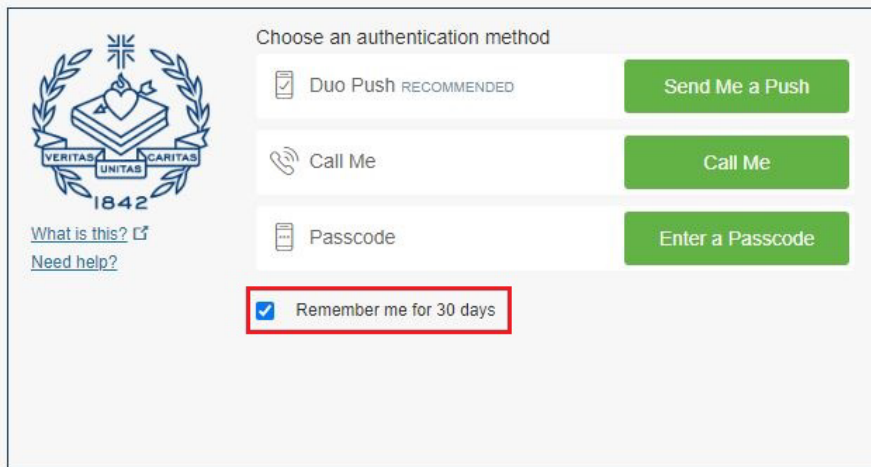 Choose an authentication method
Duo Push RECOMMENDED
Send Me a Push
Call Me
Call Me
Passcode
Enter a Passcode
Remember me for 30 days
VERITAS
UNITAS
CARITAS
1842
What is this?
Need help?